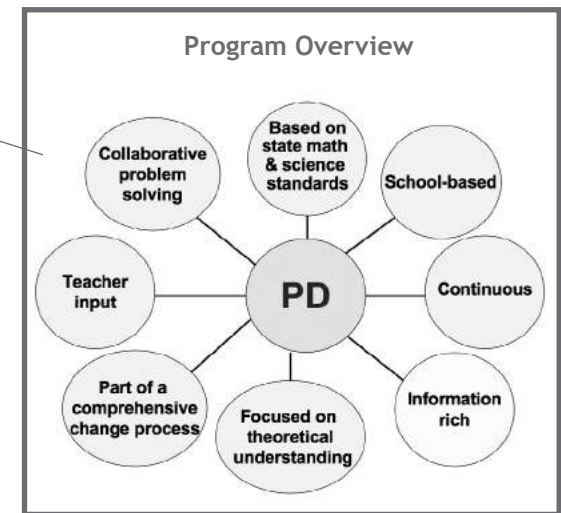 Program Overview
Based on
state math
& science
standards
Collaborative
problem
solving
School-based
PD
Teacher
input
Continuous
Part of a
comprehensive
change process
Focused on
theoretical
understanding
Information
rich